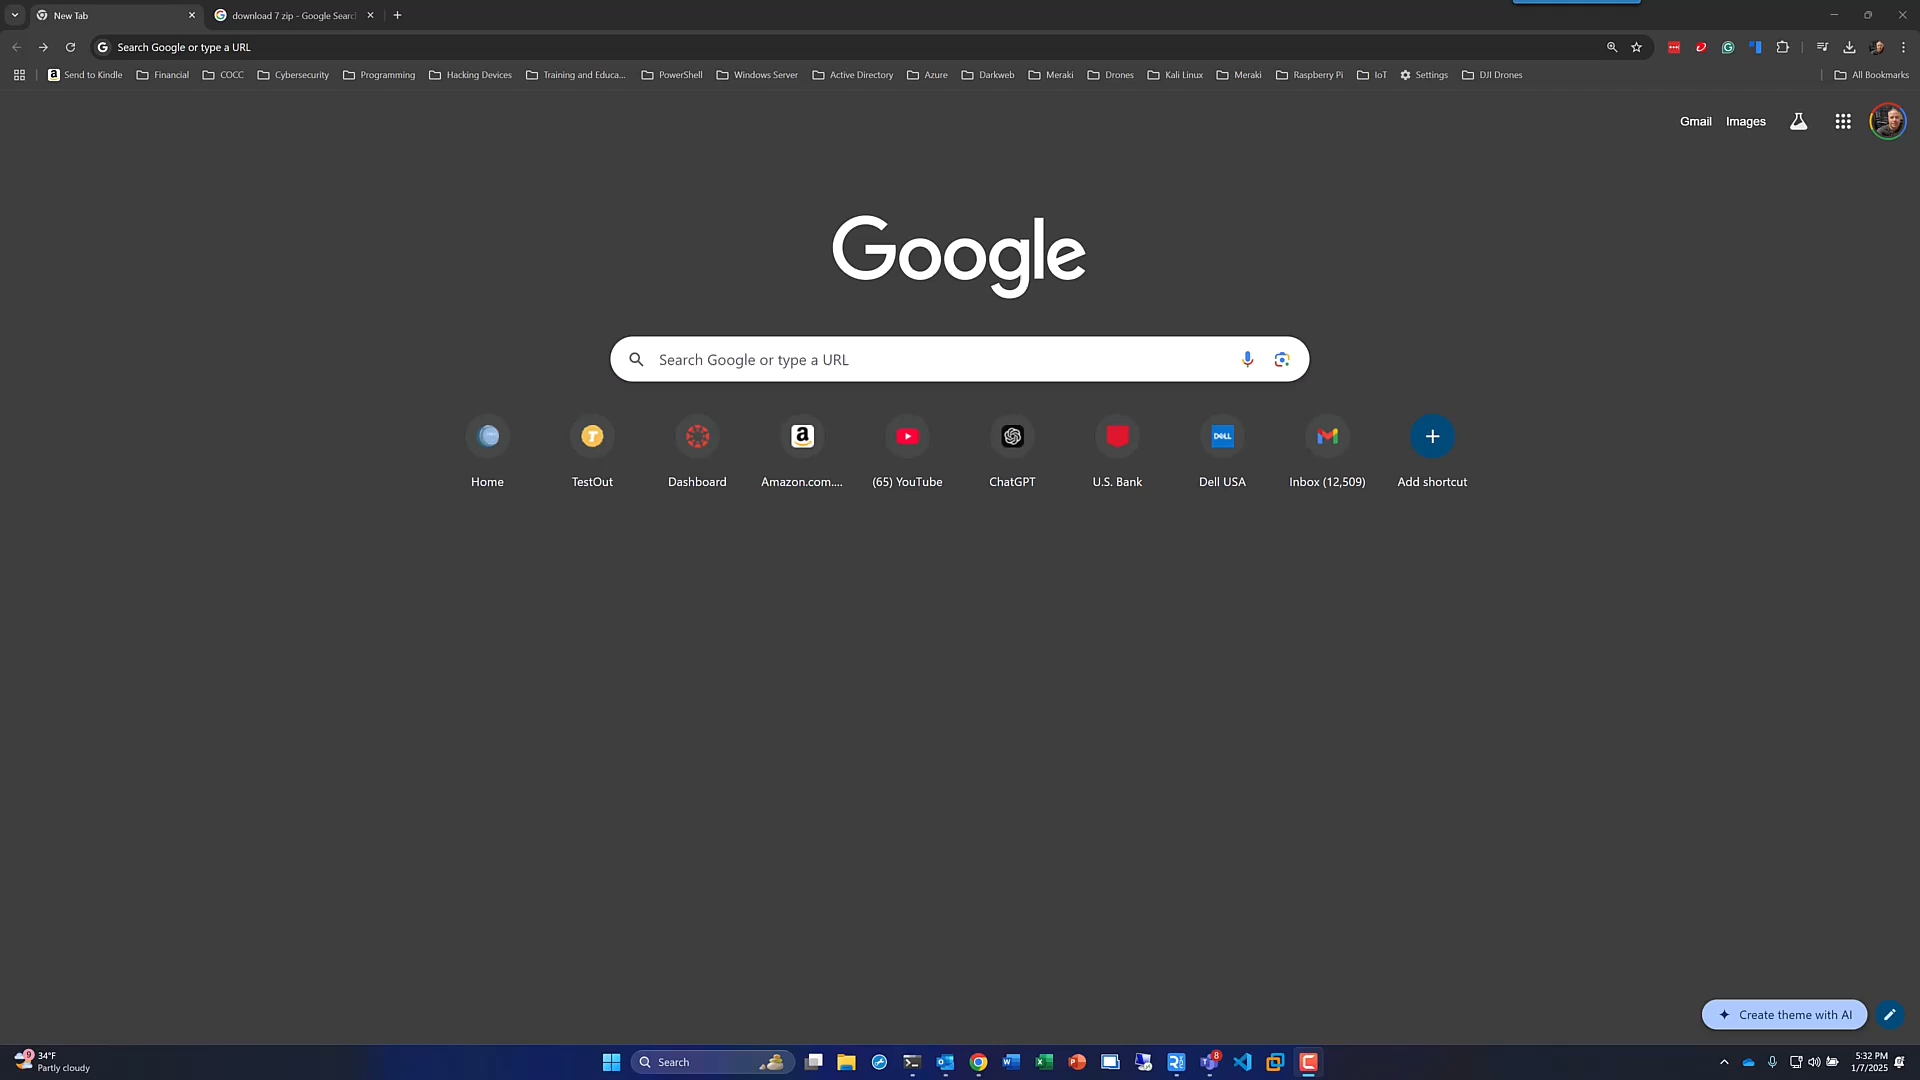 New Tab
download 7 zip - Google Searc
Search Google or type a URL
Send to Kindle
Financial
COCC
Cybersecurity
Programming
Hacking Devices
Training and Educa...
PowerShell
Windows Server
Active Directory
Azure
Darkweb
Meraki
Drones
Kali Linux
Meraki
Raspberry Pi
IoT
Settings
DJI Drones
All Bookmarks
Gmail
Images
Google
Search Google or type a URL
Home
TestOut
Dashboard
Amazon.com....
(65) YouTube
ChatGPT
U.S. Bank
DELL
Dell USA
Inbox (12,509)
Add shortcut
Create theme with AI
9
34°F
Partly cloudy
Search
8
5:32 PM
1/7/2025